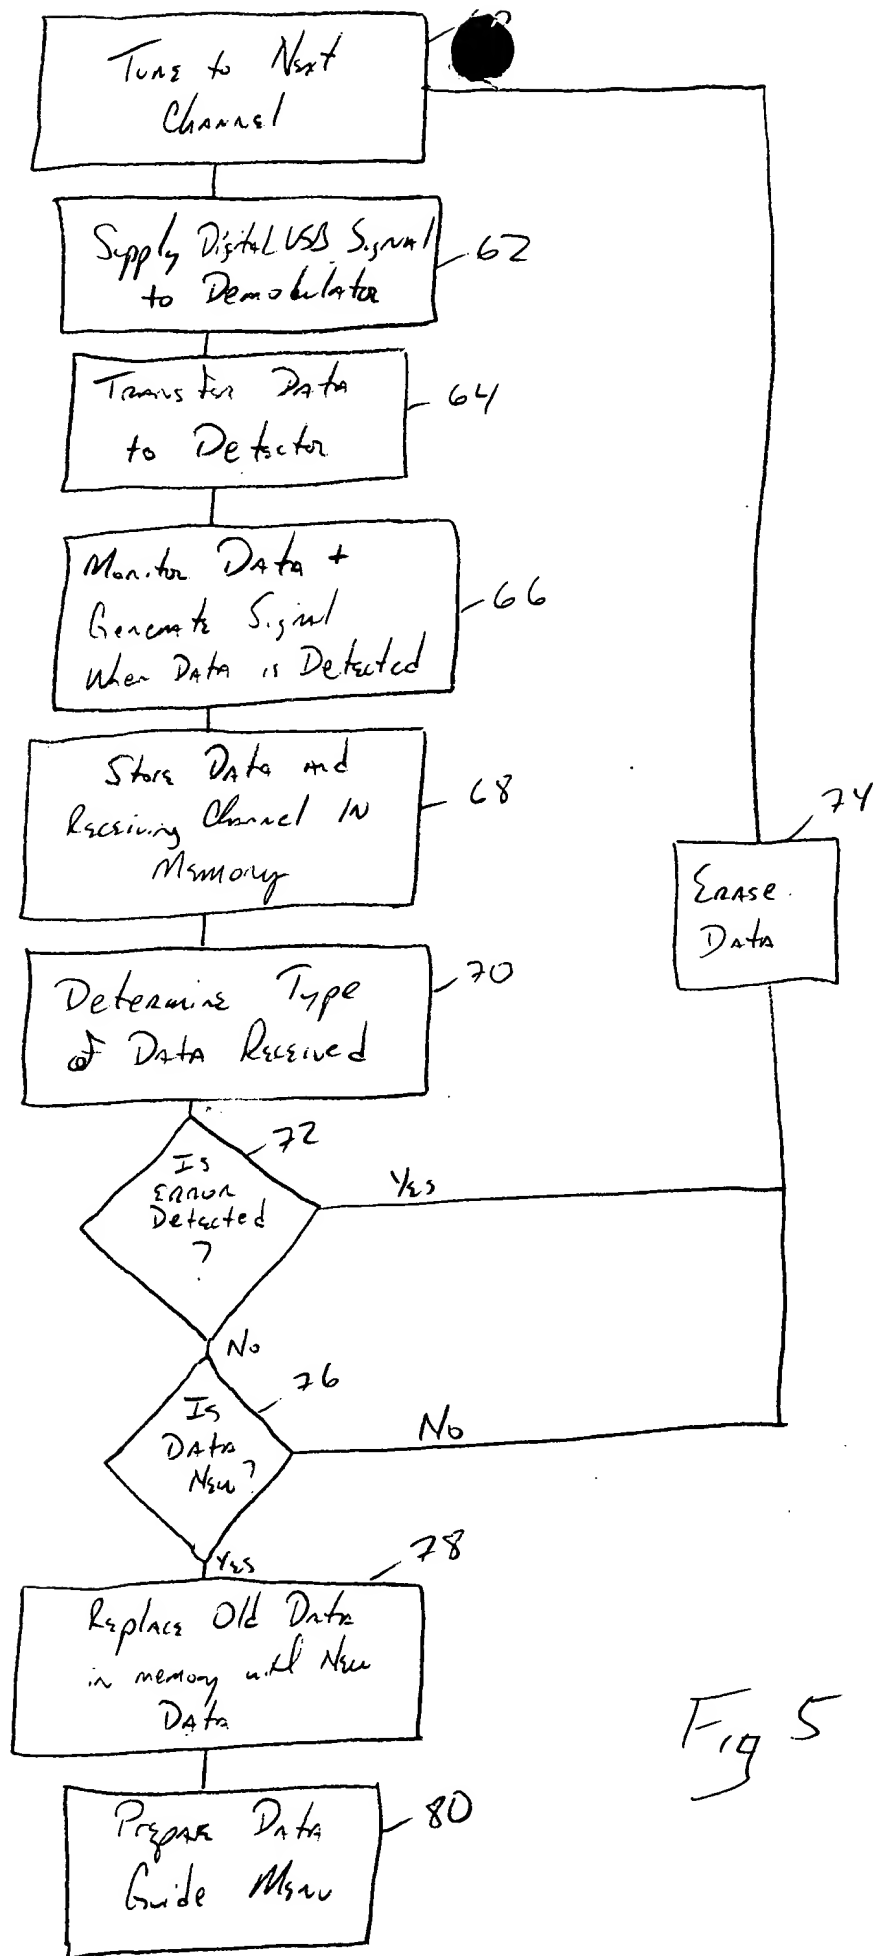 Tune to Next
Channel
Supply Digital VSB Signal
to Demodulator
62
Transfer Data
to Detector
64
Monitor Data +
Generate Signal
When Data is Detected
66
Store Data and
Receiving Channel IN
Memory
68
Determine Type
of Data Received
70
Is
Error
Detected
?
72
Yes
Erase
Data
74
No
Is
Data
New?
76
No
Yes
Replace Old Data
in memory with New
Data
78
Prepare Data
Guide Menu
80
Fig 5